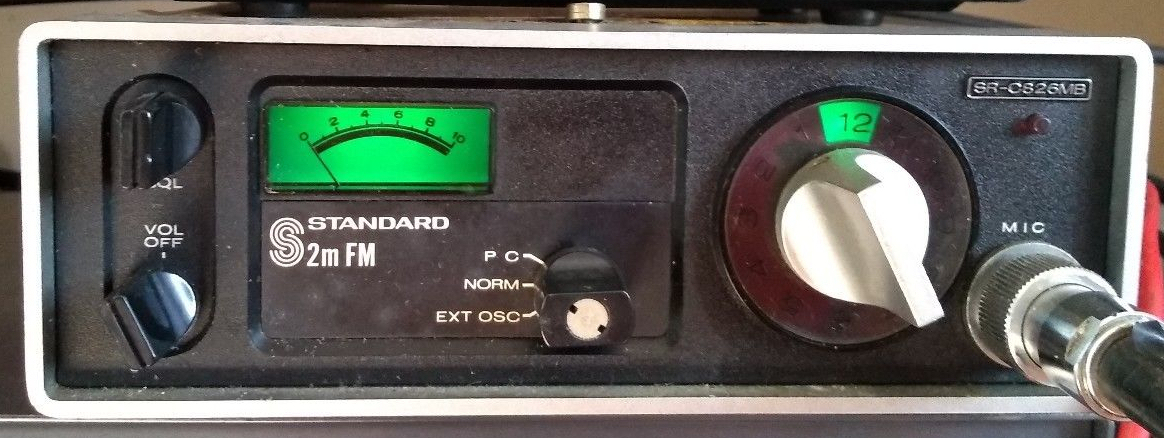 SR-C826MB
0 2 4 6 8 10
12
SQL
VOL
OFF
STANDARD
2m FM
P C
NORM
EXT OSC
MIC